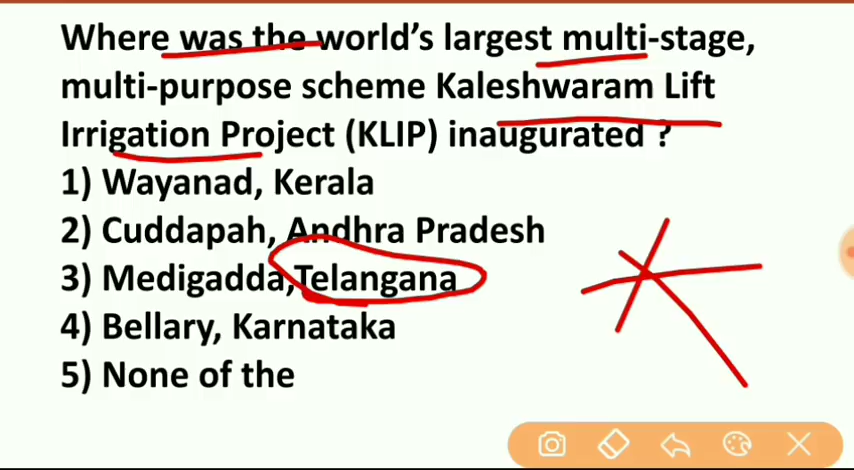 Where was the world's largest multi-stage,
multi-purpose scheme Kaleshwaram Lift
Irrigation Project (KLIP) inaugurated ?
1) Wayanad, Kerala
2) Cuddapah, Andhra Pradesh
3) Medigadda,Telangana
4) Bellary, Karnataka
5) None of the